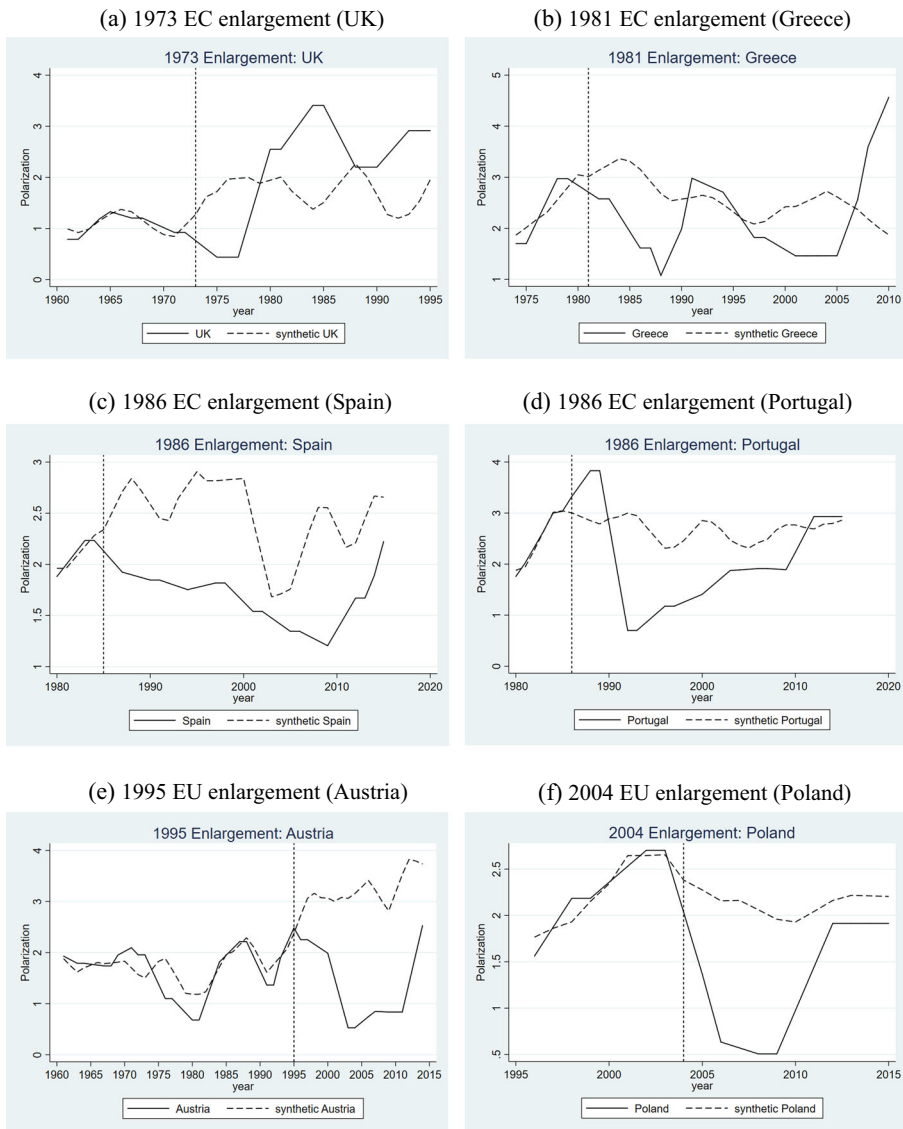 (a) 1973 EC enlargement (UK)
1973 Enlargement: UK
Polarization
4
3
2
1
0
1960 1965 1970 1975 1980 1985 1990 1995
year
UK synthetic UK
(b) 1981 EC enlargement (Greece)
1981 Enlargement: Greece
Polarization
5
4
3
2
1
1975 1980 1985 1990 1995 2000 2005 2010
year
Greece synthetic Greece
(c) 1986 EC enlargement (Spain)
1986 Enlargement: Spain
Polarization
3
2.5
2
1.5
1
1980 1990 2000 2010 2020
year
Spain synthetic Spain
(d) 1986 EC enlargement (Portugal)
1986 Enlargement: Portugal
Polarization
4
3
2
1
0
1980 1990 2000 2010 2020
year
Portugal synthetic Portugal
(e) 1995 EU enlargement (Austria)
1995 Enlargement: Austria
Polarization
4
3
2
1
0
1960 1965 1970 1975 1980 1985 1990 1995 2000 2005 2010 2015
year
Austria synthetic Austria
(f) 2004 EU enlargement (Poland)
2004 Enlargement: Poland
Polarization
2.5
2
1.5
1
.5
1995 2000 2005 2010 2015
year
Poland synthetic Poland